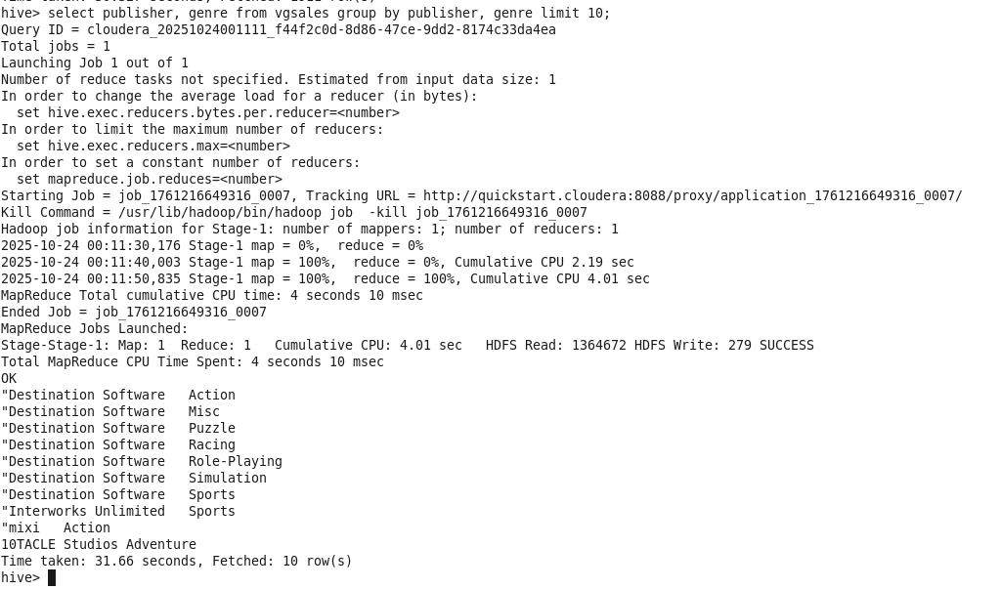 hive> select publisher, genre from vgsales group by publisher, genre limit 10;
Query ID = cloudera_20251024001111_f44f2c0d-8d86-47ce-9dd2-8174c33da4ea
Total jobs = 1
Launching Job 1 out of 1
Number of reduce tasks not specified. Estimated from input data size: 1
In order to change the average load for a reducer (in bytes):
  set hive.exec.reducers.bytes.per.reducer=<number>
In order to limit the maximum number of reducers:
  set hive.exec.reducers.max=<number>
In order to set a constant number of reducers:
  set mapreduce.job.reduces=<number>
Starting Job = job_1761216649316_0007, Tracking URL = http://quickstart.cloudera:8088/proxy/application_1761216649316_0007/
Kill Command = /usr/lib/hadoop/bin/hadoop job  -kill job_1761216649316_0007
Hadoop job information for Stage-1: number of mappers: 1; number of reducers: 1
2025-10-24 00:11:30,176 Stage-1 map = 0%,  reduce = 0%
2025-10-24 00:11:40,003 Stage-1 map = 100%,  reduce = 0%, Cumulative CPU 2.19 sec
2025-10-24 00:11:50,835 Stage-1 map = 100%,  reduce = 100%, Cumulative CPU 4.01 sec
MapReduce Total cumulative CPU time: 4 seconds 10 msec
Ended Job = job_1761216649316_0007
MapReduce Jobs Launched:
Stage-Stage-1: Map: 1  Reduce: 1   Cumulative CPU: 4.01 sec   HDFS Read: 1364672 HDFS Write: 279 SUCCESS
Total MapReduce CPU Time Spent: 4 seconds 10 msec
OK
"Destination Software	Action
"Destination Software	Misc
"Destination Software	Puzzle
"Destination Software	Racing
"Destination Software	Role-Playing
"Destination Software	Simulation
"Destination Software	Sports
"Interworks Unlimited	Sports
"mixi	Action
10TACLE Studios	Adventure
Time taken: 31.66 seconds, Fetched: 10 row(s)
hive>